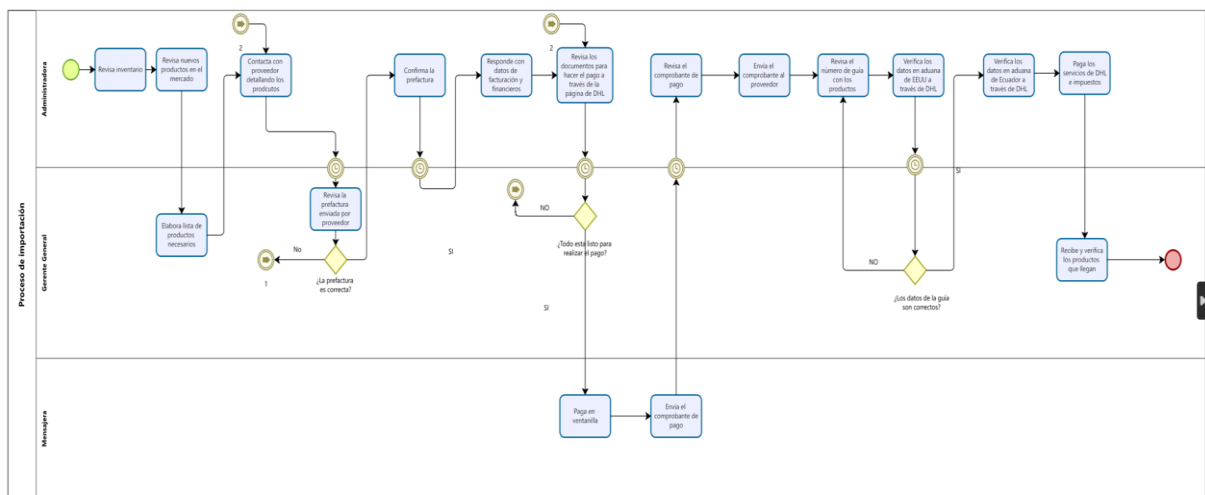 Proceso de importación
Administradora
Revisa inventario
Revisa nuevos
productos en el
mercado
2
Contacta con
proveedor
detallando los
prodcutos
Confirma la
prefactura
Responde con
datos de
facturación y
financieros
2
Revisa los
documentos para
hacer el pago a
través de la
página de DHL
Revisa el
comprobante de
pago
Envía el
comprobante al
proveedor
Revisa el
número de guía
con los
productos
Verifica los
datos en aduana
de EEUU a
través de DHL
Verifica los
datos en aduana
de Ecuador a
través de DHL
Paga los
servicios de DHL
e impuestos
Gerente General
Elabora lista de
productos
necesarios
Revisa la
prefactura
enviada por
proveedor
No
1
¿La prefactura
es correcta?
SI
NO
¿Todo esta listo para
realizar el pago?
SI
NO
¿Los datos de la guía
son correctos?
SI
Recibe y verifica
los productos
que llegan
Mensajera
Paga en
ventanilla
Envia el
comprobante de
pago